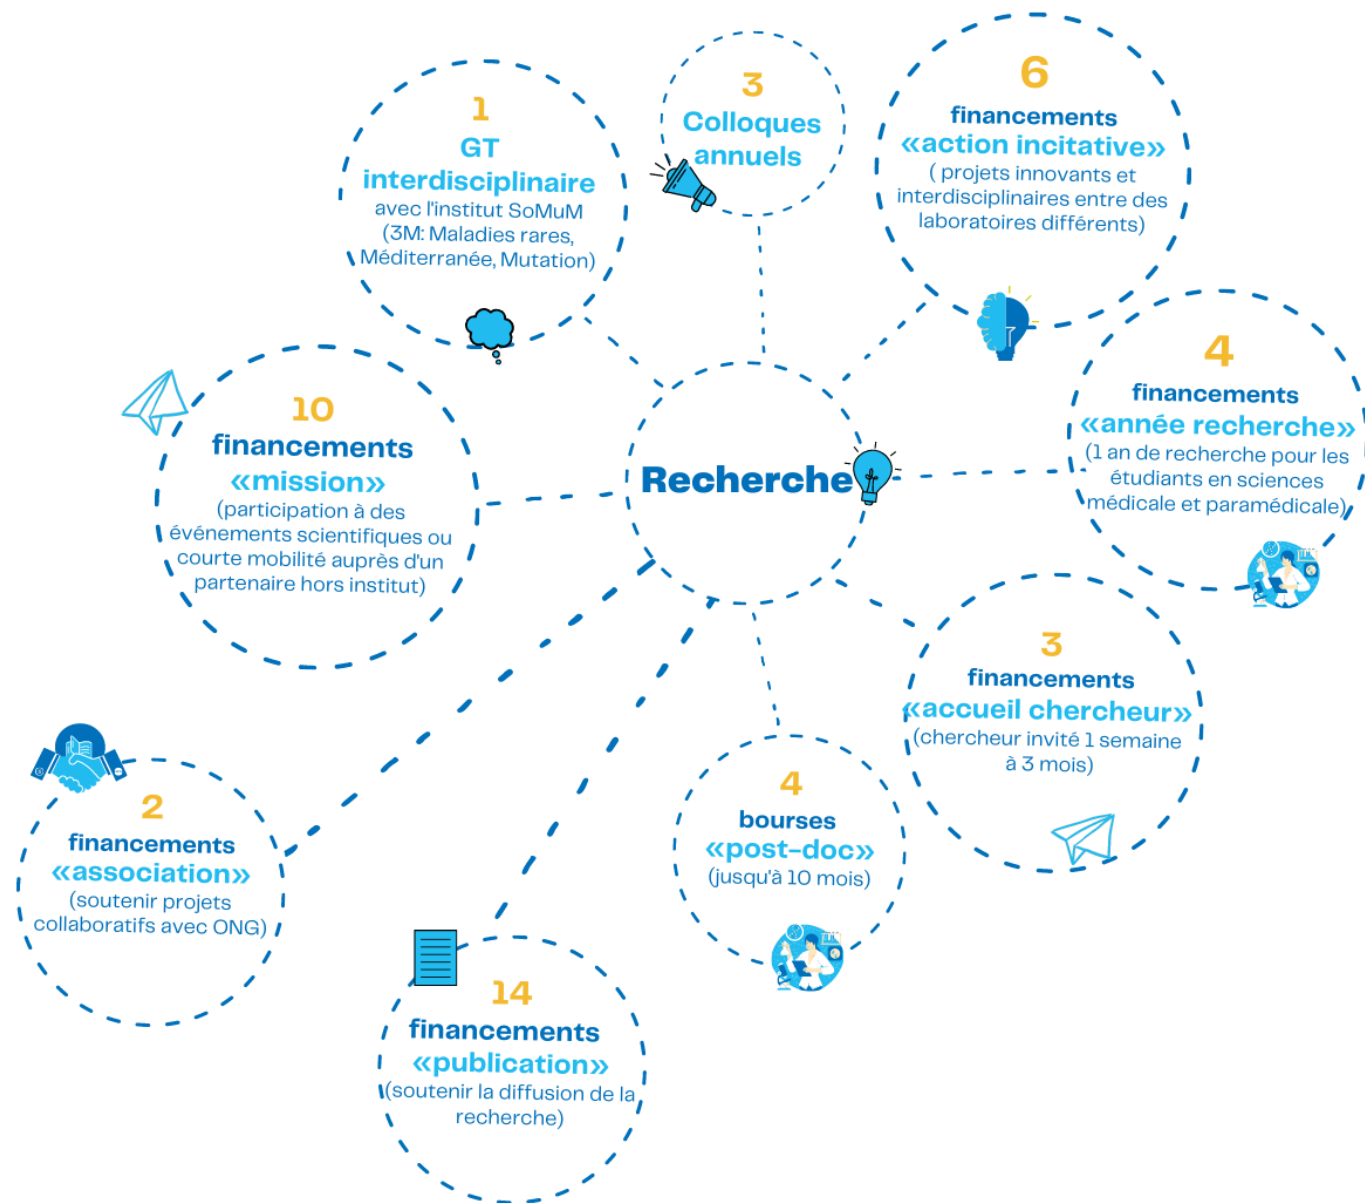 1
GT
interdisciplinaire
avec l'institut SoMuM
(3M: Maladies rares,
Méditerranée, Mutation)
3
Colloques
annuels
6
financements
«action incitative»
( projets innovants et
interdisciplinaires entre des
laboratoires différents)
10
financements
«mission»
(participation à des
événements scientifiques ou
courte mobilité auprès d'un
partenaire hors institut)
Recherche
4
financements
«année recherche»
(1 an de recherche pour les
étudiants en sciences
médicale et paramédicale)
3
financements
«accueil chercheur»
(chercheur invité 1 semaine
à 3 mois)
2
financements
«association»
(soutenir projets
collaboratifs avec ONG)
4
bourses
«post-doc»
(jusqu'à 10 mois)
14
financements
«publication»
(soutenir la diffusion de la
recherche)